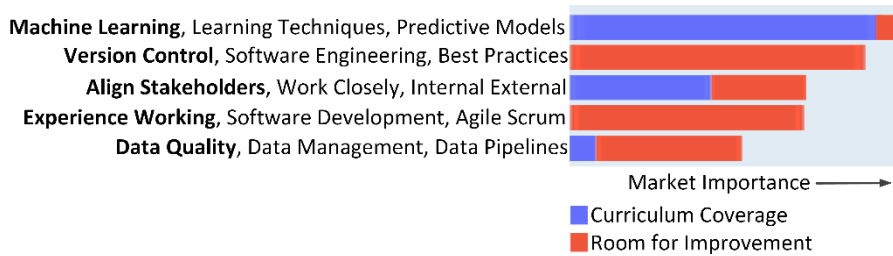 Machine Learning, Learning Techniques, Predictive Models
Version Control, Software Engineering, Best Practices
Align Stakeholders, Work Closely, Internal External
Experience Working, Software Development, Agile Scrum
Data Quality, Data Management, Data Pipelines
Market Importance
Curriculum Coverage
Room for Improvement